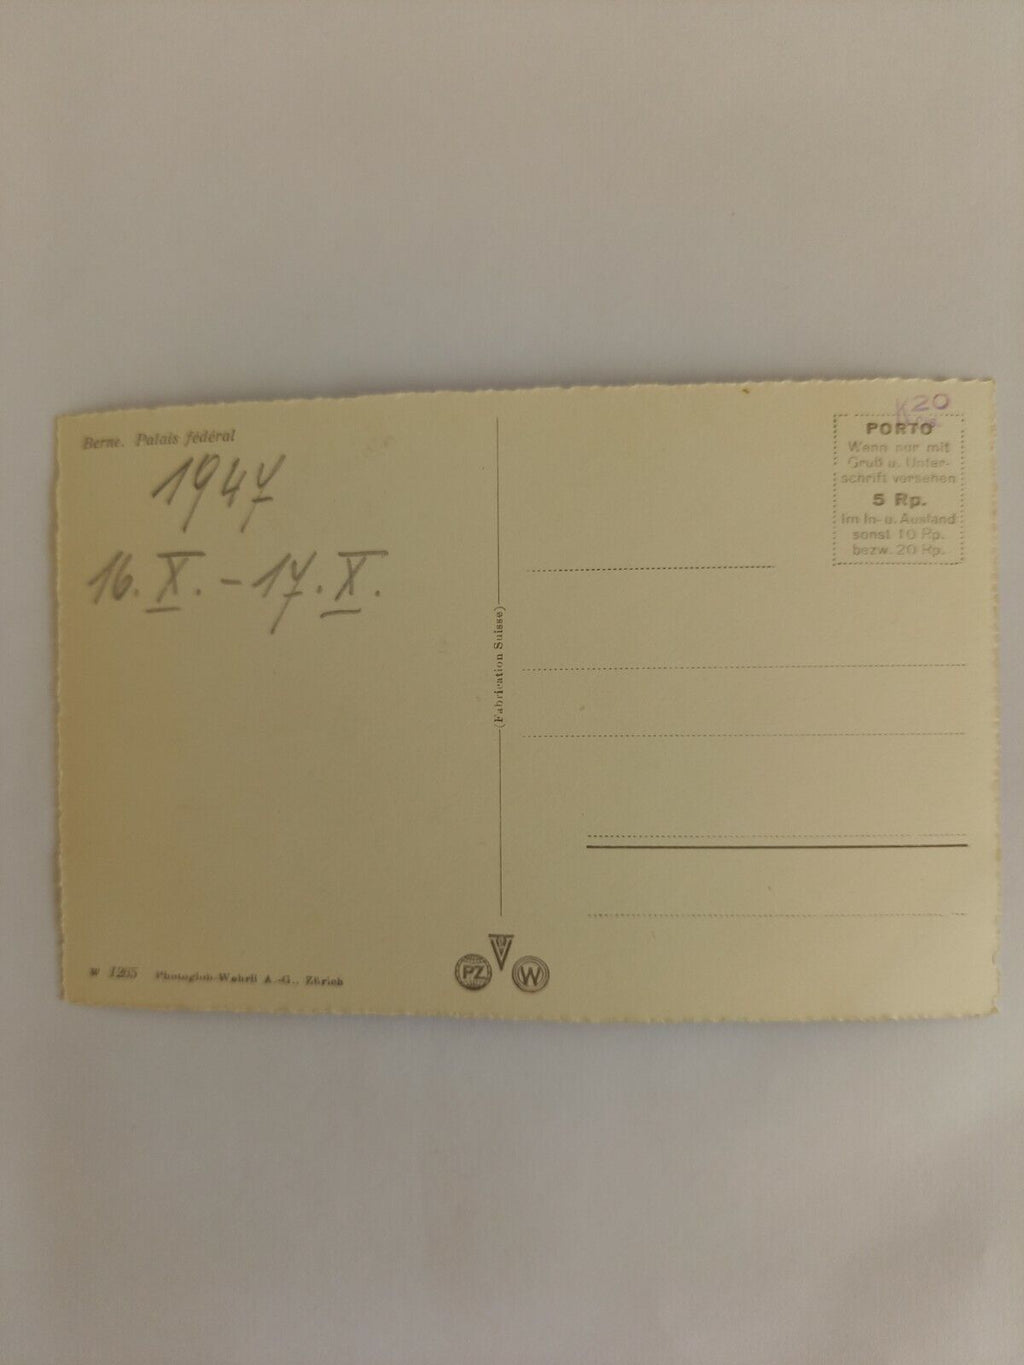 Berne. Palais fédéral
1947
16. X. - 17. X.
W 1265 Photoglob-Wehrli A.-G., Zürich
(Fabrication Suisse)
PZ
W
K20
PORTO
Wenn nur mit
Gruß u. Unter-
schrift versehen
5 Rp.
Im In- u. Ausland
sonst 10 Rp.
bezw. 20 Rp.